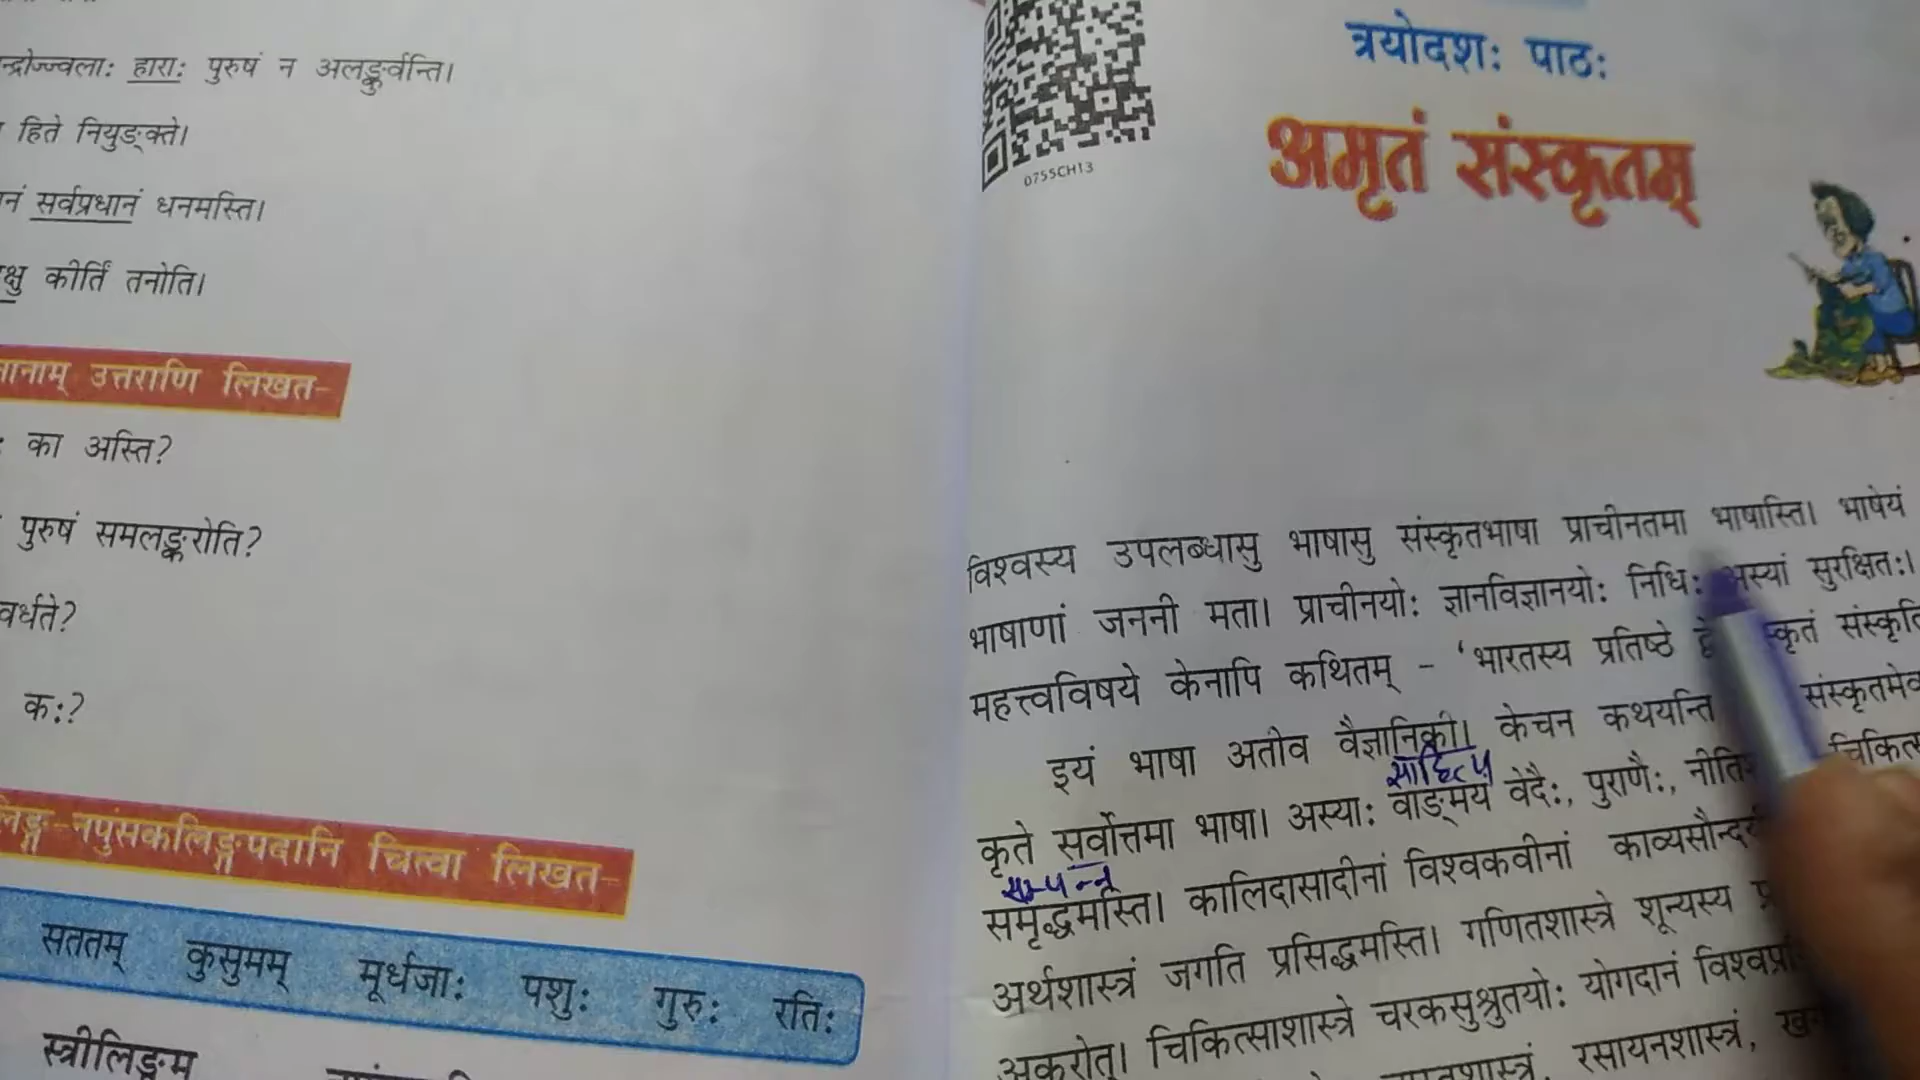 हाराः पुरुषं न अलङ्कुर्वन्ति।
हिते नियुङ्क्ते।
सर्वप्रधानं धनमस्ति।
कीर्तिं तनोति।
उत्तराणि लिखत-
का अस्ति?
पुरुषं समलङ्करोति?
वर्धते?
कः?
नपुंसकलिङ्गपदानि चित्वा लिखत-
सततम् कुसुमम् मूर्धजाः पशुः गुरुः रतिः
स्त्रीलिङ्गम्
0755CH13
त्रयोदशः पाठः
अमृतं संस्कृतम्
विश्वस्य उपलब्धासु भाषासु संस्कृतभाषा प्राचीनतमा भाषास्ति। भाषेयं
भाषाणां जननी मता। प्राचीनयोः ज्ञानविज्ञानयोः निधिः अस्यां सुरक्षितः।
महत्त्वविषये केनापि कथितम् - 'भारतस्य प्रतिष्ठे द्वे
इयं भाषा अतीव वैज्ञानिकी। केचन कथयन्ति संस्कृतमेव
साहित्य
कृते सर्वोत्तमा भाषा। अस्याः वाङ्मयं वेदैः, पुराणैः,
सम्पन्न
समृद्धमस्ति। कालिदासादीनां विश्वकवीनां
अर्थशास्त्रं जगति प्रसिद्धमस्ति। गणितशास्त्रे शून्यस्य
अकरोत्। चिकित्साशास्त्रे चरकसुश्रुतयोः योगदानं
रसायनशास्त्रं,